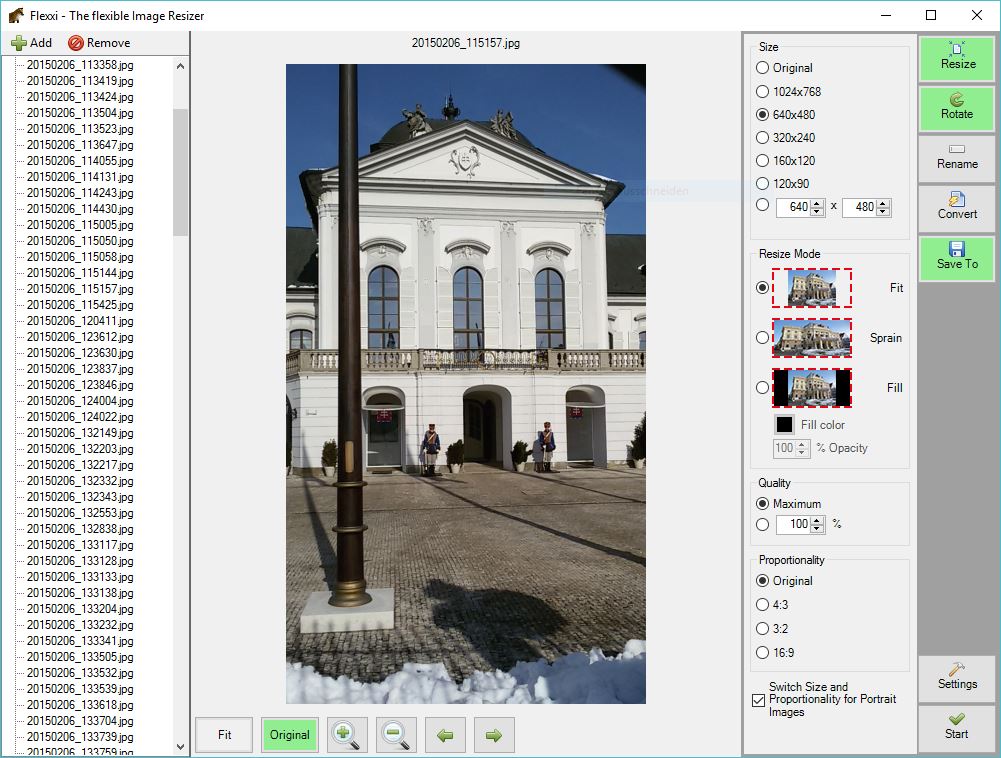 Flexxi - The flexible Image Resizer
Add Remove
20150206_113358.jpg
20150206_113419.jpg
20150206_113424.jpg
20150206_113504.jpg
20150206_113523.jpg
20150206_113647.jpg
20150206_114055.jpg
20150206_114131.jpg
20150206_114243.jpg
20150206_114430.jpg
20150206_115005.jpg
20150206_115050.jpg
20150206_115058.jpg
20150206_115144.jpg
20150206_115157.jpg
20150206_115425.jpg
20150206_120411.jpg
20150206_123612.jpg
20150206_123630.jpg
20150206_123837.jpg
20150206_123846.jpg
20150206_124004.jpg
20150206_124022.jpg
20150206_132149.jpg
20150206_132203.jpg
20150206_132217.jpg
20150206_132332.jpg
20150206_132343.jpg
20150206_132553.jpg
20150206_132838.jpg
20150206_133117.jpg
20150206_133128.jpg
20150206_133133.jpg
20150206_133138.jpg
20150206_133204.jpg
20150206_133232.jpg
20150206_133341.jpg
20150206_133505.jpg
20150206_133532.jpg
20150206_133539.jpg
20150206_133618.jpg
20150206_133704.jpg
20150206_133739.jpg
20150206_133759.jpg
20150206_115157.jpg
Fit Original
Size
Original
1024x768
640x480
320x240
160x120
120x90
640 x 480
Resize Mode
Fit
Sprain
Fill
Fill color
100 % Opacity
Quality
Maximum
100 %
Proportionality
Original
4:3
3:2
16:9
Switch Size and
Proportionality for Portrait
Images
Resize
Rotate
Rename
Convert
Save To
Settings
Start